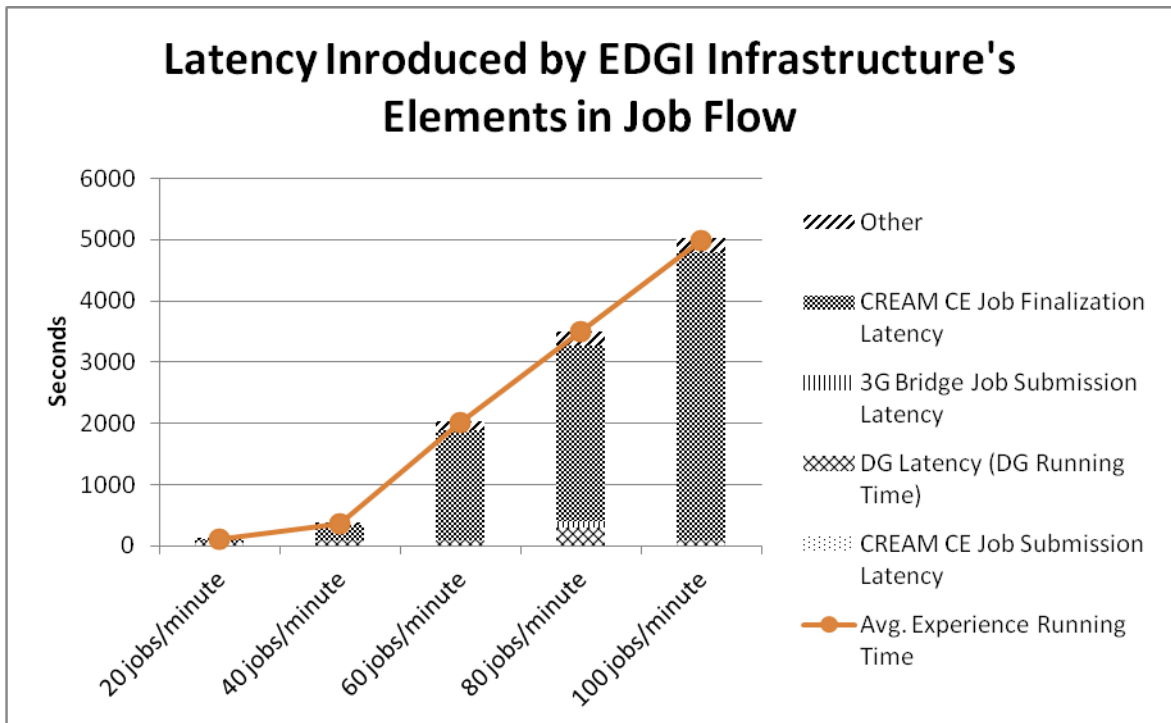 Latency Inroduced by EDGI Infrastructure's
Elements in Job Flow
Seconds
6000
5000
4000
3000
2000
1000
0
20 jobs/minute
40 jobs/minute
60 jobs/minute
80 jobs/minute
100 jobs/minute
Other
CREAM CE Job Finalization
Latency
3G Bridge Job Submission
Latency
DG Latency (DG Running
Time)
CREAM CE Job Submission
Latency
Avg. Experience Running
Time